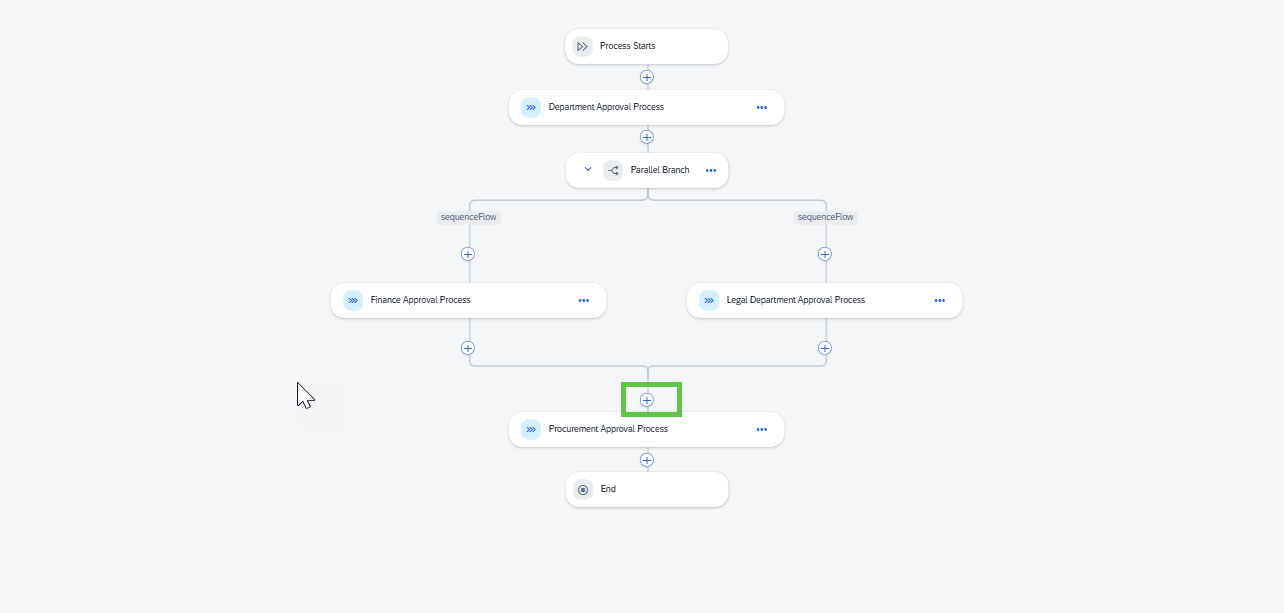 Process Starts
Department Approval Process
Parallel Branch
sequenceFlow
sequenceFlow
Finance Approval Process
Legal Department Approval Process
Procurement Approval Process
End